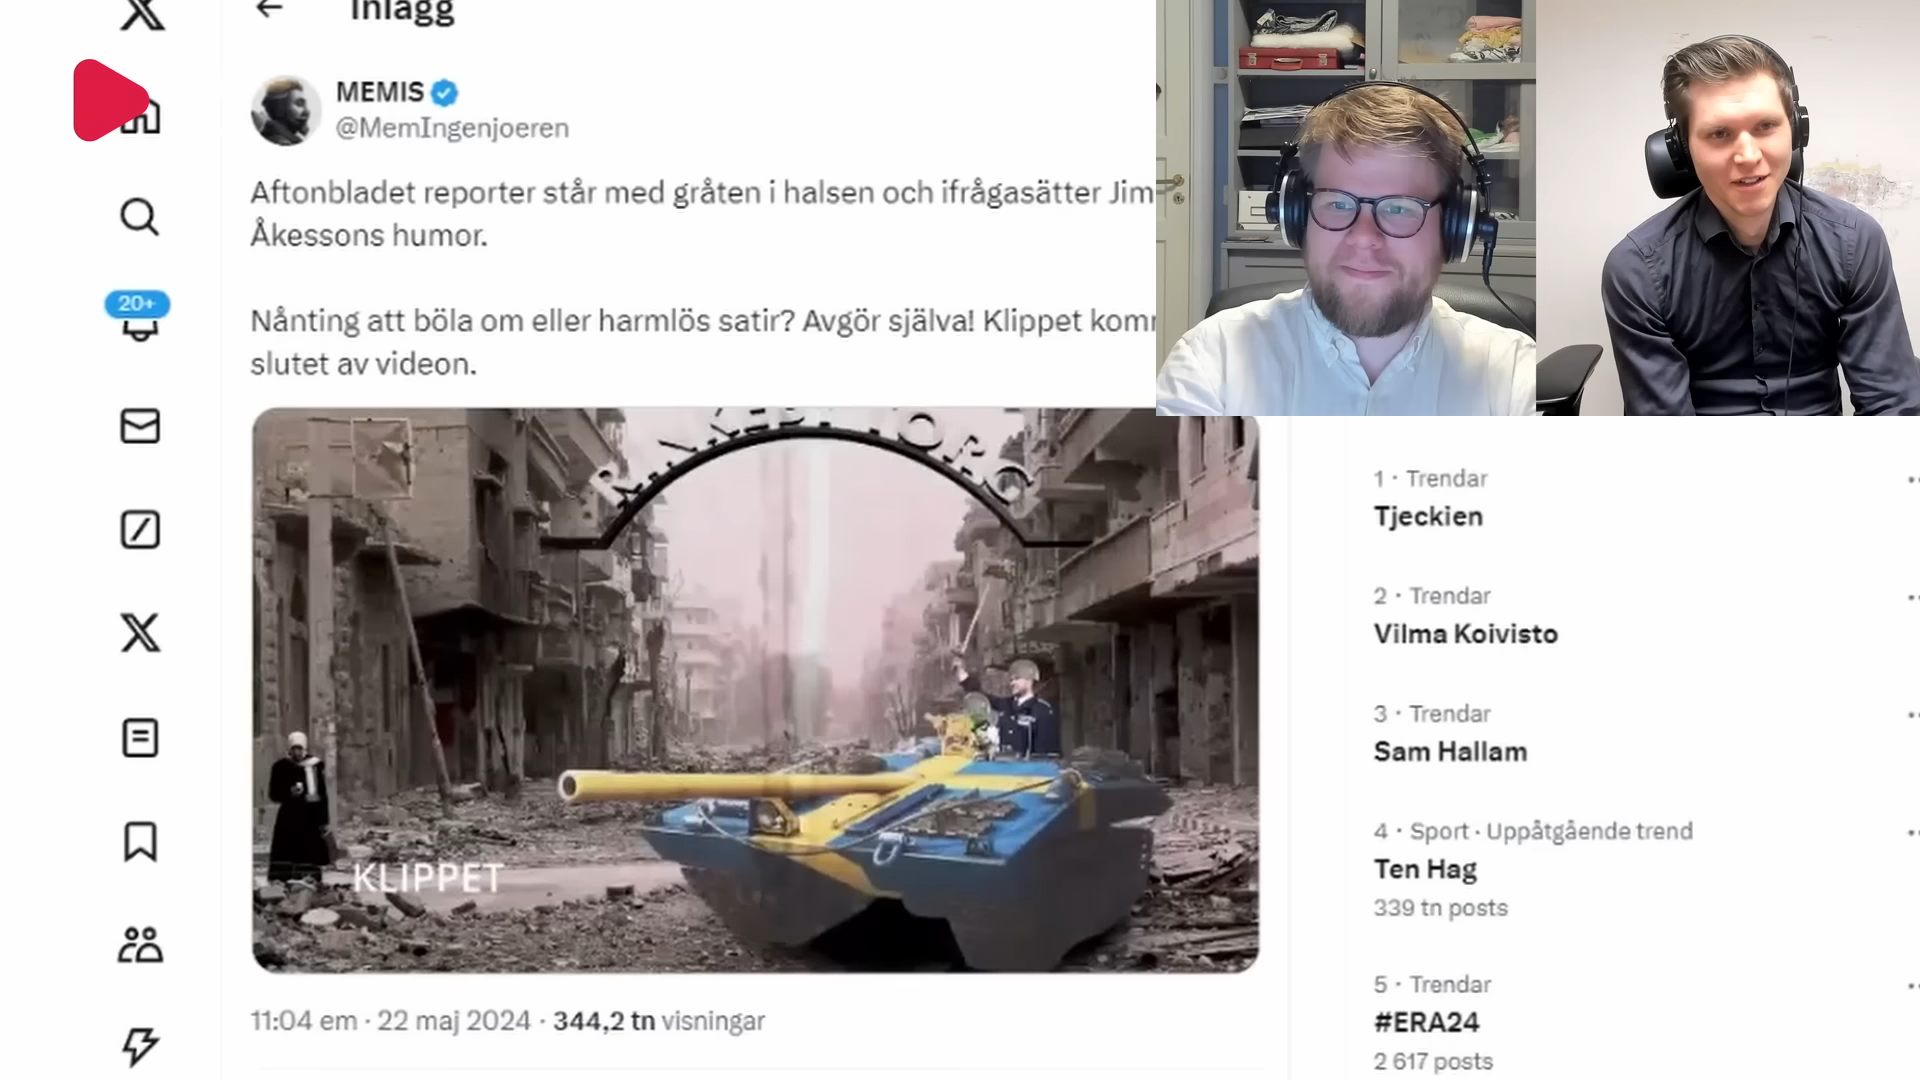 Inlägg
MEMIS
@MemIngenjoeren
Aftonbladet reporter står med gråten i halsen och ifrågasätter Jim
Åkessons humor.
Nånting att böla om eller harmlös satir? Avgör själva! Klippet
slutet av videon.
20+
KLIPPET
11:04 em · 22 maj 2024 · 344,2 tn visningar
1 · Trendar
Tjeckien
2 · Trendar
Vilma Koivisto
3 · Trendar
Sam Hallam
4 · Sport · Uppåtgående trend
Ten Hag
339 tn posts
5 · Trendar
#ERA24
2 617 posts